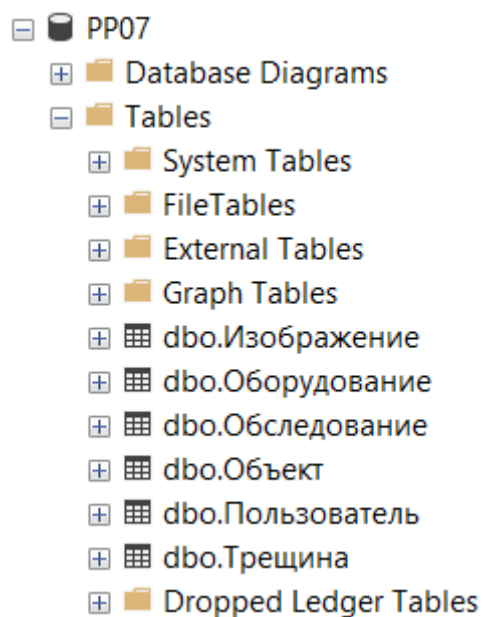 PP07
Database Diagrams
Tables
System Tables
FileTables
External Tables
Graph Tables
dbo.Изображение
dbo.Оборудование
dbo.Обследование
dbo.Объект
dbo.Пользователь
dbo.Трещина
Dropped Ledger Tables